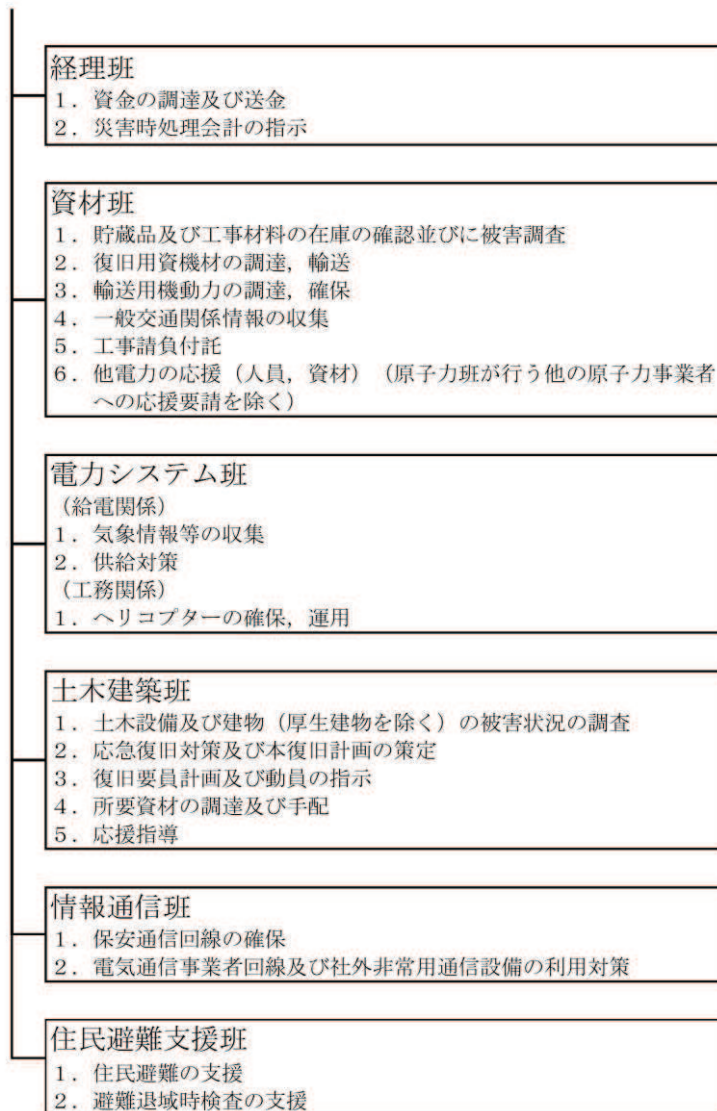 経理班
１．資金の調達及び送金
２．災害時処理会計の指示
資材班
１．貯蔵品及び工事材料の在庫の確認並びに被害調査
２．復旧用資機材の調達，輸送
３．輸送用機動力の調達，確保
４．一般交通関係情報の収集
５．工事請負付託
６．他電力の応援（人員，資材）（原子力班が行う他の原子力事業者
への応援要請を除く）
電力システム班
（給電関係）
１．気象情報等の収集
２．供給対策
（工務関係）
１．ヘリコプターの確保，運用
土木建築班
１．土木設備及び建物（厚生建物を除く）の被害状況の調査
２．応急復旧対策及び本復旧計画の策定
３．復旧要員計画及び動員の指示
４．所要資材の調達及び手配
５．応援指導
情報通信班
１．保安通信回線の確保
２．電気通信事業者回線及び社外非常用通信設備の利用対策
住民避難支援班
１．住民避難の支援
２．避難退域時検査の支援